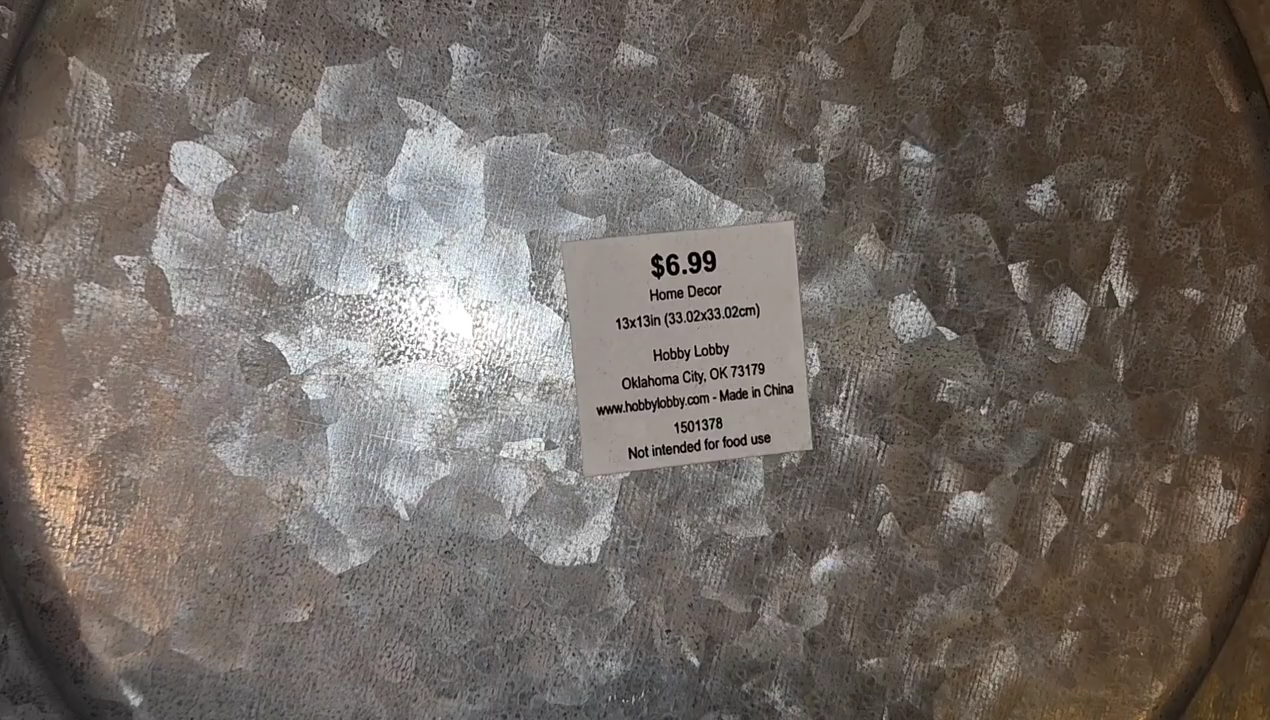 $6.99
Home Decor
13x13in (33.02x33.02cm)
Hobby Lobby
Oklahoma City, OK 73179
www.hobbylobby.com - Made in China
1501378
Not intended for food use